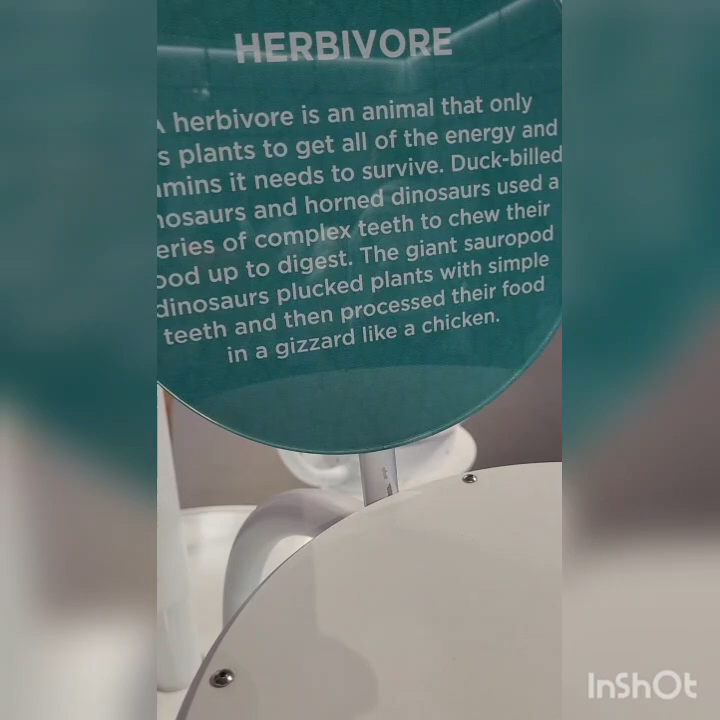 HERBIVORE
A herbivore is an animal that only
s plants to get all of the energy and
mins it needs to survive. Duck-billed
nosaurs and horned dinosaurs used a
eries of complex teeth to chew their
ood up to digest. The giant sauropod
dinosaurs plucked plants with simple
teeth and then processed their food
in a gizzard like a chicken.
InShOt